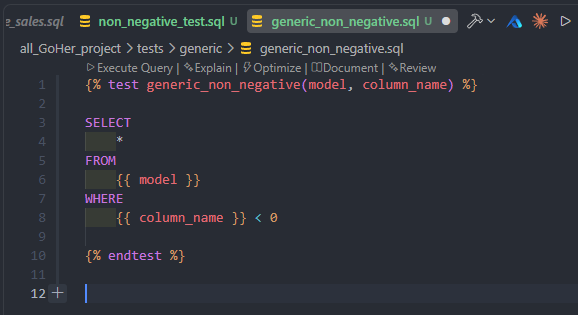 e_sales.sql U non_negative_test.sql U generic_non_negative.sql U
all_GoHer_project > tests > generic > generic_non_negative.sql
Execute Query | Explain | Optimize | Document | Review
1 {% test generic_non_negative(model, column_name) %}
2
3 SELECT
4 *
5 FROM
6 {{ model }}
7 WHERE
8 {{ column_name }} < 0
9
10 {% endtest %}
11
12